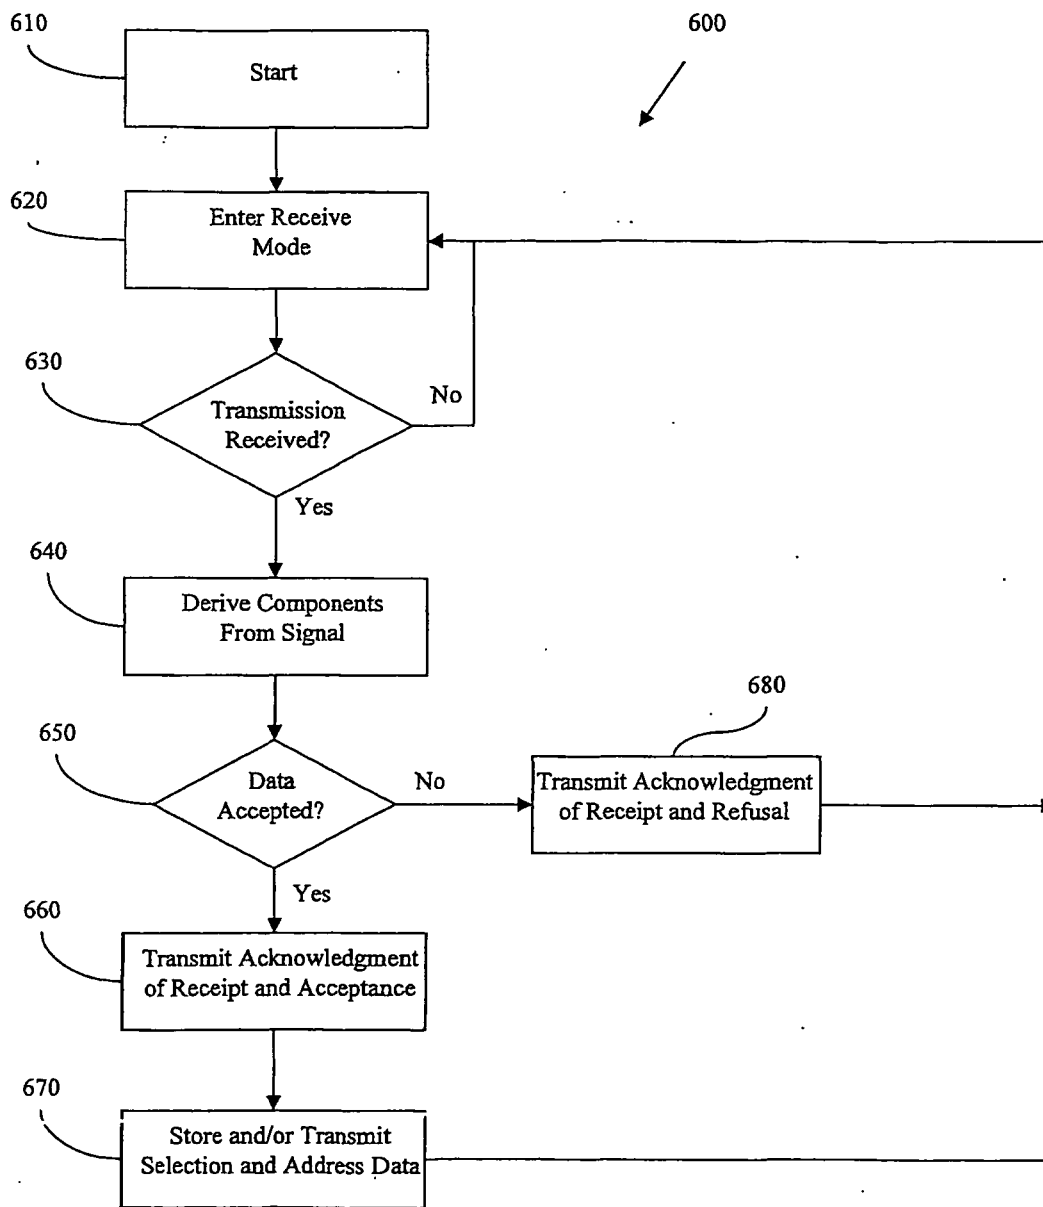 610
600
Start
620
Enter Receive
Mode
630
No
Transmission
Received?
Yes
640
Derive Components
From Signal
680
650
Data
Accepted?
No
Transmit Acknowledgment
of Receipt and Refusal
Yes
660
Transmit Acknowledgment
of Receipt and Acceptance
670
Store and/or Transmit
Selection and Address Data